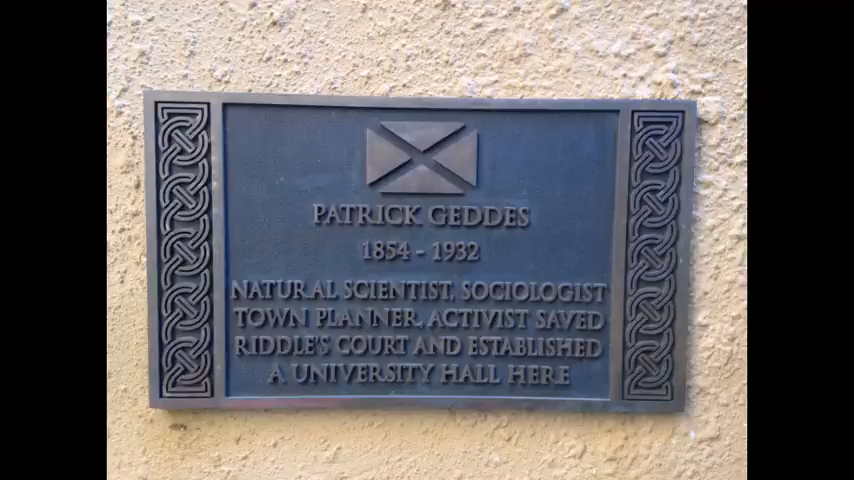 PATRICK GEDDES
1854 - 1932
NATURAL SCIENTIST, SOCIOLOGIST
TOWN PLANNER, ACTIVIST SAVED
RIDDLE'S COURT AND ESTABLISHED
A UNIVERSITY HALL HERE